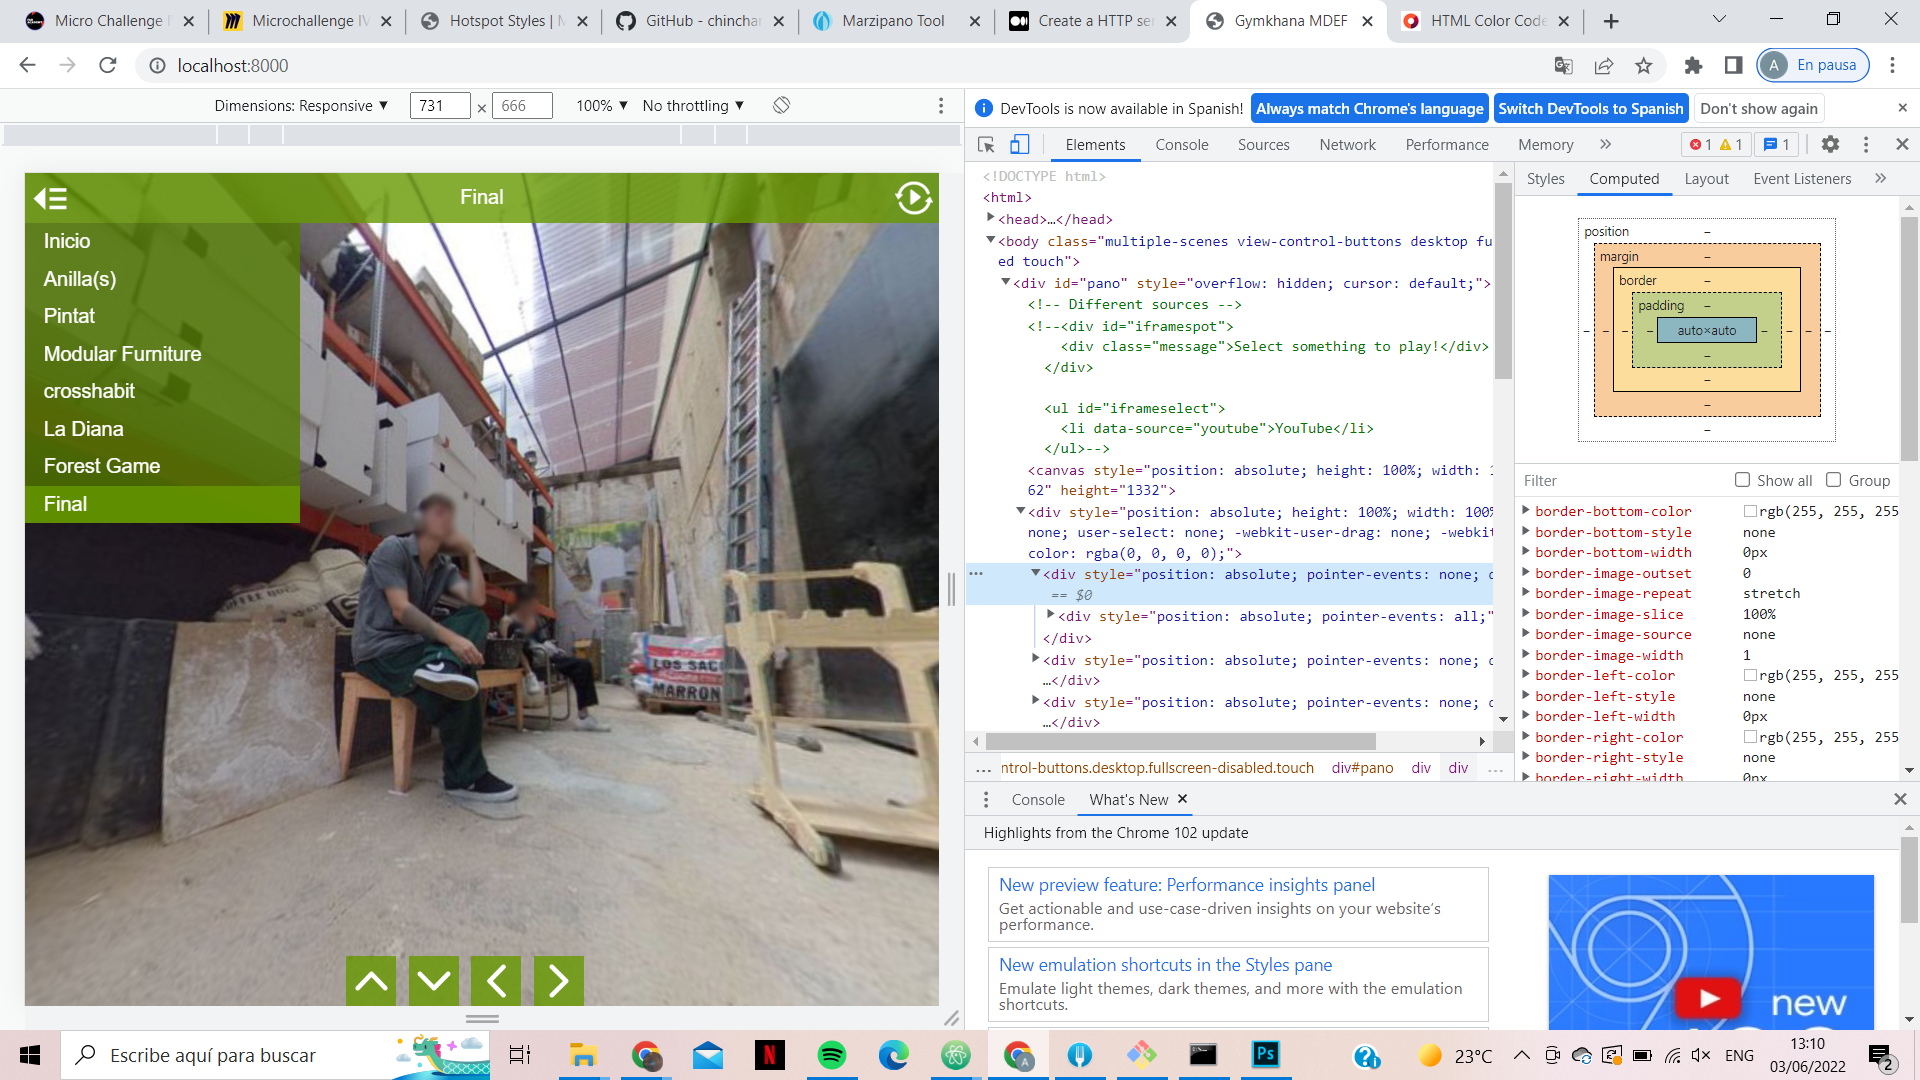 Micro Challenge
Microchallenge IV
Hotspot Styles |
GitHub - chinchar
Marzipano Tool
Create a HTTP ser
Gymkhana MDEF
HTML Color Code
localhost:8000
A
En pausa
Dimensions: Responsive ▼ 731 × 666 100% ▼ No throttling ▼
DevTools is now available in Spanish! Always match Chrome's language Switch DevTools to Spanish Don't show again
Elements Console Sources Network Performance Memory
1 1 1
Final
Inicio
Anilla(s)
Pintat
Modular Furniture
crosshabit
La Diana
Forest Game
Final
LOS SAC
MARRON
<!DOCTYPE html>
<html>
<head>…</head>
<body class="multiple-scenes view-control-buttons desktop fu
ed touch">
<div id="pano" style="overflow: hidden; cursor: default;">
<!-- Different sources -->
<!--<div id="iframespot">
<div class="message">Select something to play!</div>
</div>
<ul id="iframeselect">
<li data-source="youtube">YouTube</li>
</ul>-->
<canvas style="position: absolute; height: 100%; width: 1
62" height="1332">
<div style="position: absolute; height: 100%; width: 100%
none; user-select: none; -webkit-user-drag: none; -webkit
color: rgba(0, 0, 0, 0);">
<div style="position: absolute; pointer-events: none; d
== $0
<div style="position: absolute; pointer-events: all;"
</div>
<div style="position: absolute; pointer-events: none; d
…</div>
<div style="position: absolute; pointer-events: none; d
…</div>
... ntrol-buttons.desktop.fullscreen-disabled.touch div#pano div div ...
Styles Computed Layout Event Listeners
position –
margin –
border –
padding –
– – – – auto×auto – – – –
–
–
–
–
Filter Show all Group
border-bottom-color rgb(255, 255, 255
border-bottom-style none
border-bottom-width 0px
border-image-outset 0
border-image-repeat stretch
border-image-slice 100%
border-image-source none
border-image-width 1
border-left-color rgb(255, 255, 255
border-left-style none
border-left-width 0px
border-right-color rgb(255, 255, 255
border-right-style none
border-right-width 0px
Console What's New
Highlights from the Chrome 102 update
New preview feature: Performance insights panel
Get actionable and use-case-driven insights on your website's
performance.
New emulation shortcuts in the Styles pane
Emulate light themes, dark themes, and more with the emulation
shortcuts.
new
Escribe aquí para buscar
Ps
23°C
ENG
13:10
03/06/2022
2